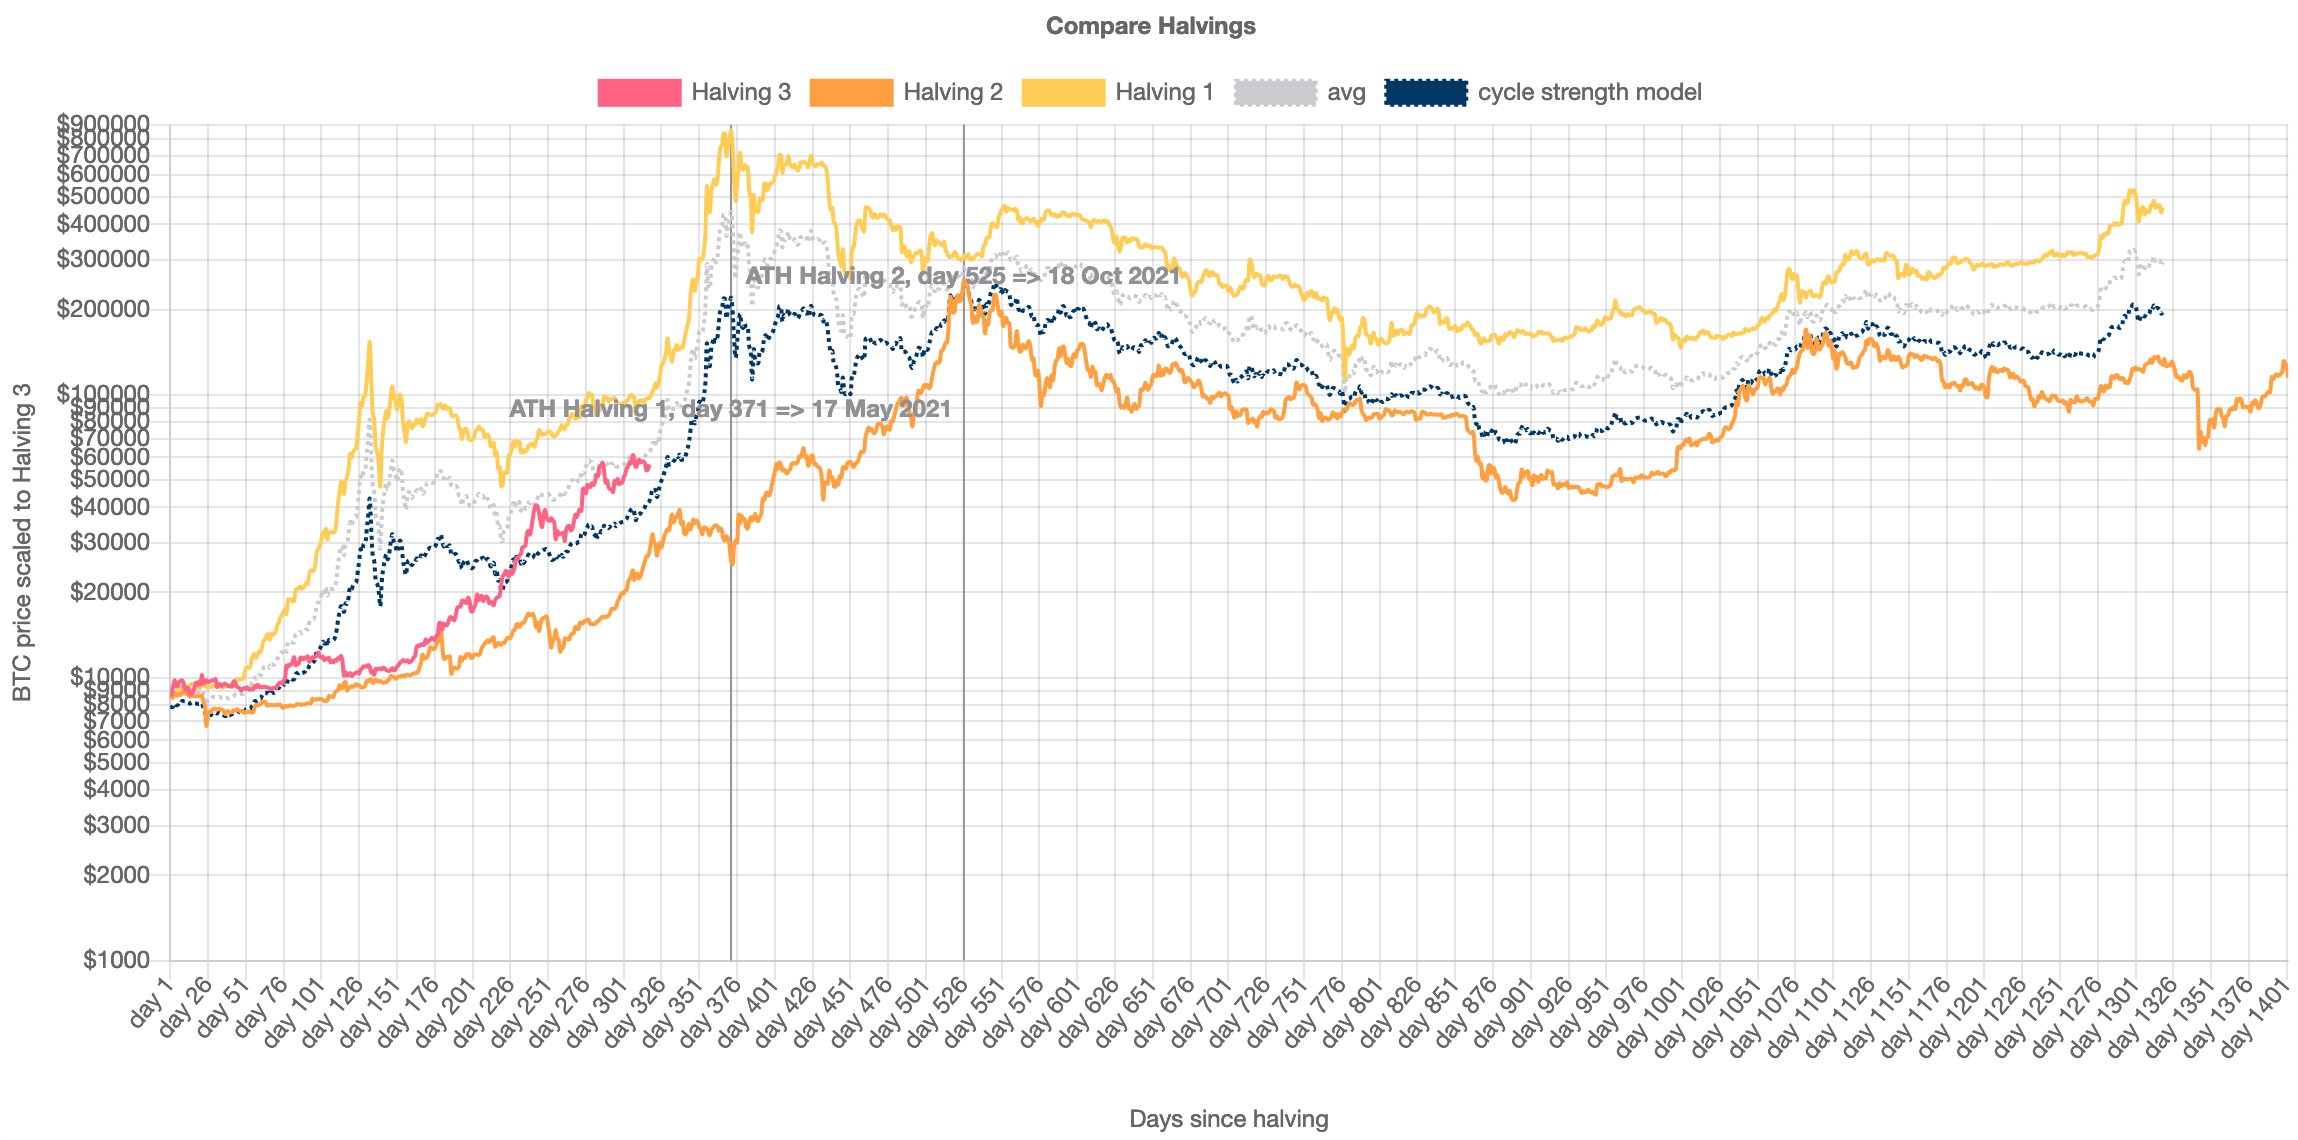 Compare Halvings
Halving 3
Halving 2
Halving 1
avg
cycle strength model
BTC price scaled to Halving 3
$900000
$800000
$700000
$600000
$500000
$400000
$300000
$200000
$100000
$90000
$80000
$70000
$60000
$50000
$40000
$30000
$20000
$10000
$9000
$8000
$7000
$6000
$5000
$4000
$3000
$2000
$1000
ATH Halving 2, day 525 => 18 Oct 2021
ATH Halving 1, day 371 => 17 May 2021
day 1
day 26
day 51
day 76
day 101
day 126
day 151
day 176
day 201
day 226
day 251
day 276
day 301
day 326
day 351
day 376
day 401
day 426
day 451
day 476
day 501
day 526
day 551
day 576
day 601
day 626
day 651
day 676
day 701
day 726
day 751
day 776
day 801
day 826
day 851
day 876
day 901
day 926
day 951
day 976
day 1001
day 1026
day 1051
day 1076
day 1101
day 1126
day 1151
day 1176
day 1201
day 1226
day 1251
day 1276
day 1301
day 1326
day 1351
day 1376
day 1401
Days since halving